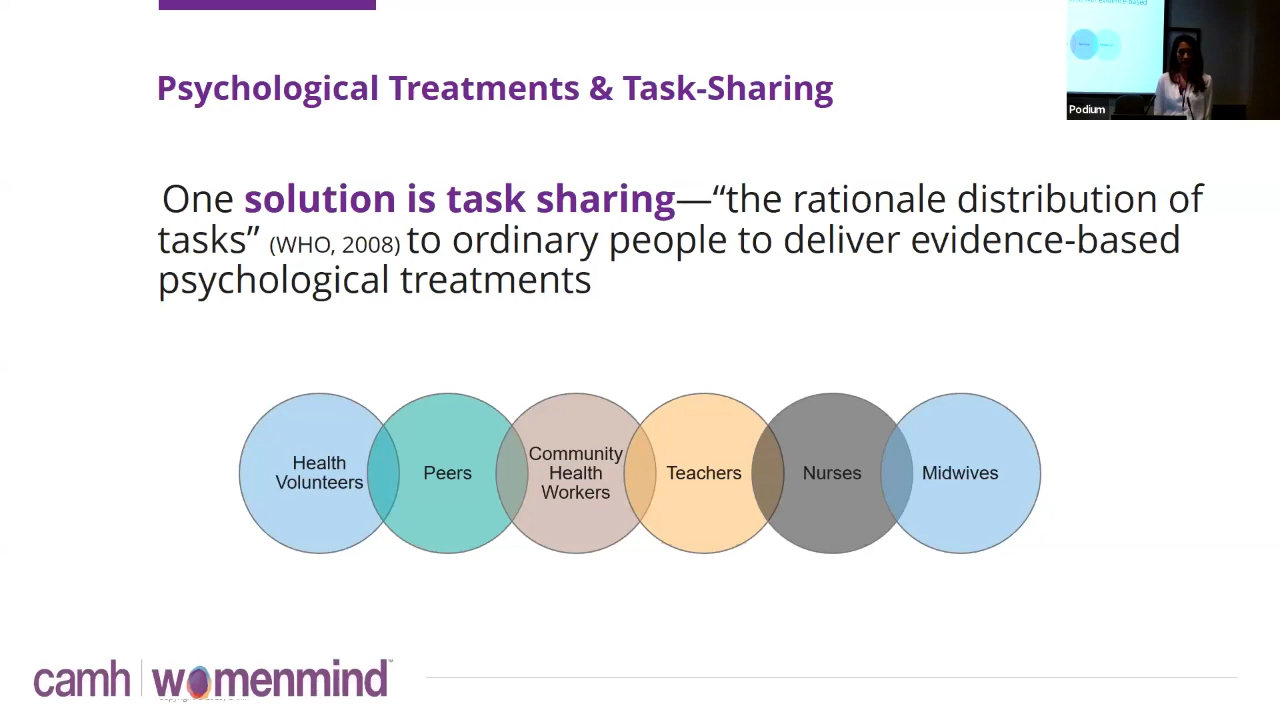 Psychological Treatments & Task-Sharing
One solution is task sharing—“the rationale distribution of
tasks” (WHO, 2008) to ordinary people to deliver evidence-based
psychological treatments
Health
Volunteers
Peers
Community
Health
Workers
Teachers
Nurses
Midwives
Podium
camh | womenmind™